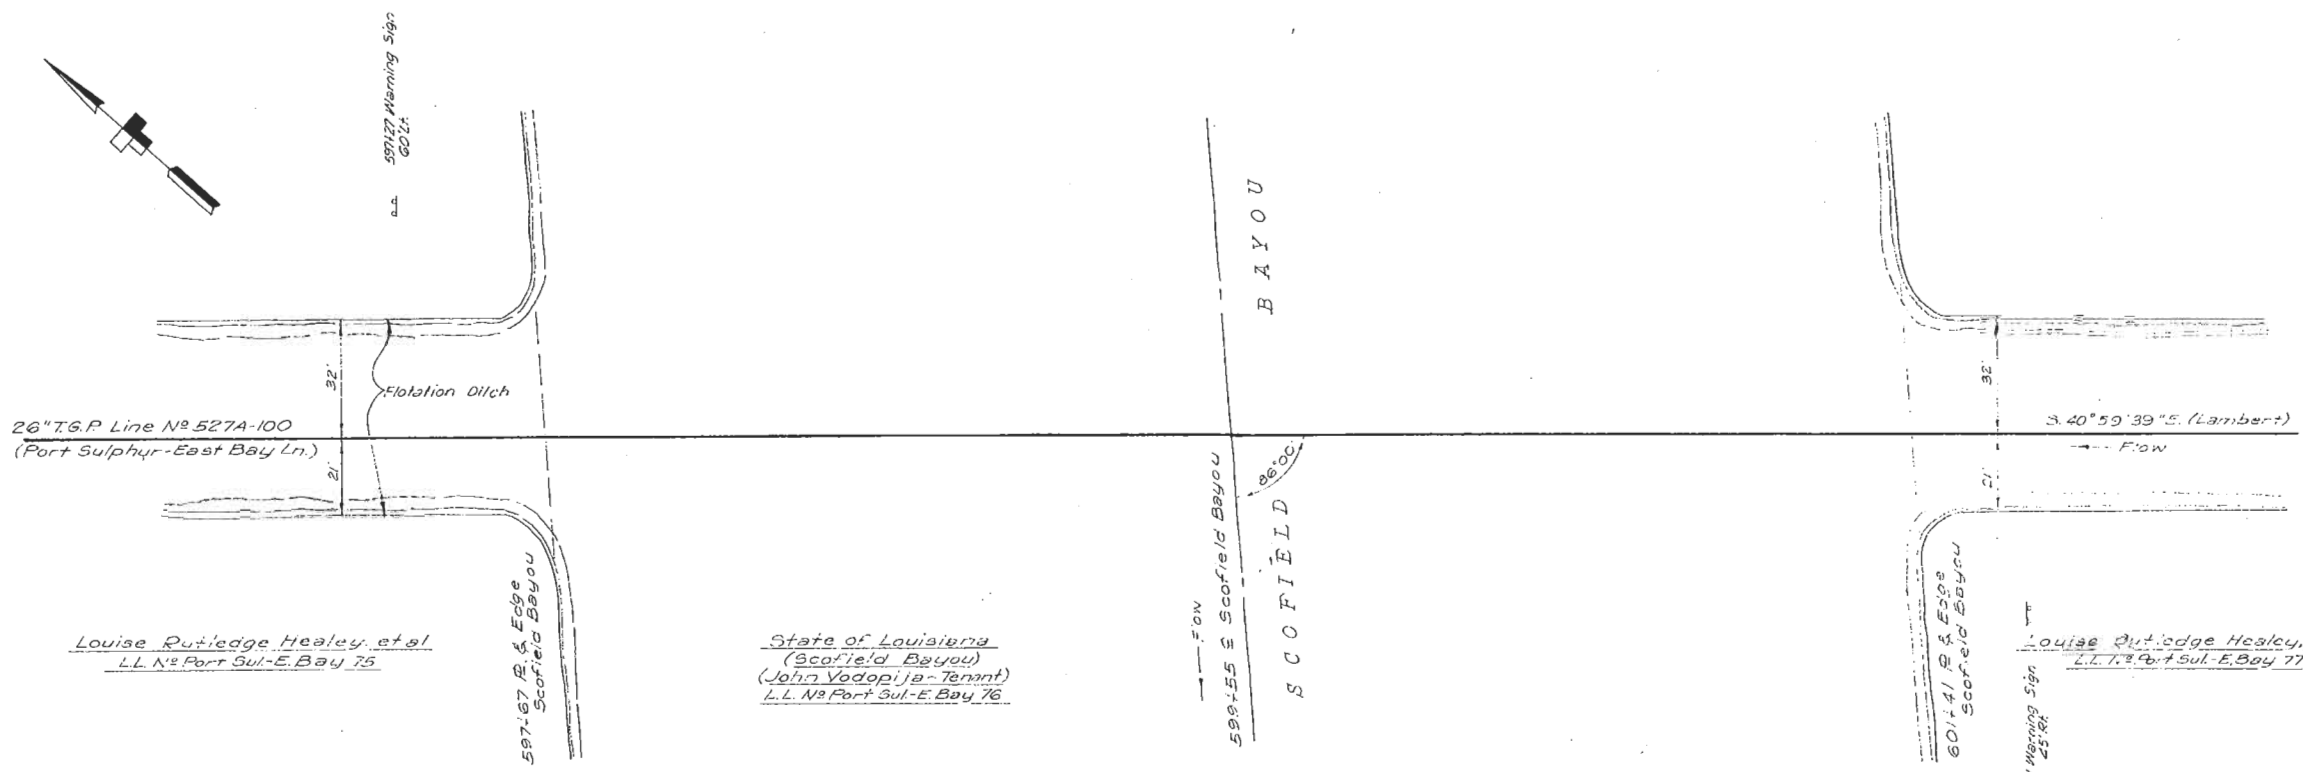 597+27 Warning Sign
60' Lt.
BAYOU
32'
Flotation Ditch
32'
26" T.G.P. Line Nº 527A-100
(Port Sulphur-East Bay Ln.)
S. 40° 59' 39" E. (Lambert)
Flow
21'
86°00'
21'
SCOFIELD
599+55 Scofield Bayou
Flow
597+67 & Edge
Scofield Bayou
601+41 & Edge
Scofield Bayou
Louise Rutledge Healey, et al
L.L. Nº Port Sul.-E. Bay 75
State of Louisiana
(Scofield Bayou)
(John Vodopija-Tenant)
L.L. Nº Port Sul.-E. Bay 76
Louise Rutledge Healey,
L.L. Nº Port Sul.-E. Bay 77
Warning Sign
Rt.